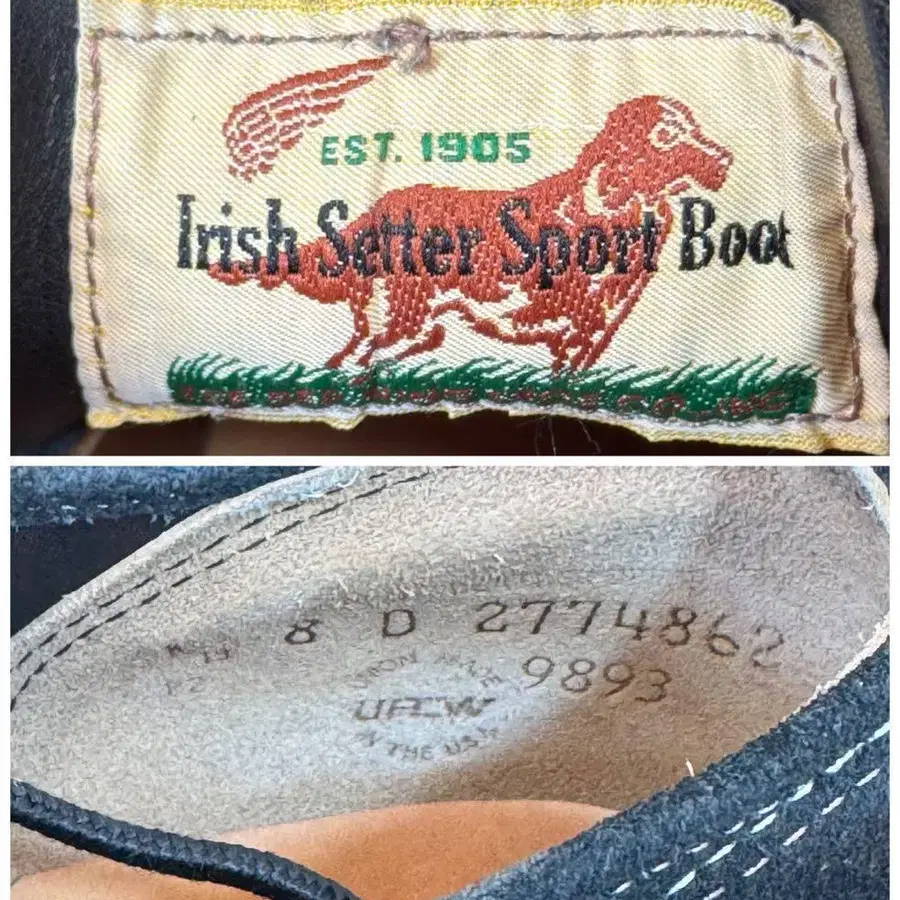 EST. 1905
Irish Setter Sport Boot
8 D 2774862
9893
UNION MADE
UFCW
IN THE USA